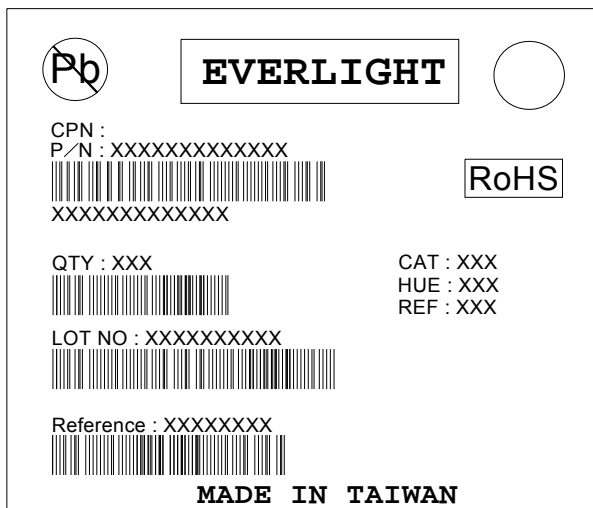 Pb
EVERLIGHT
CPN :
P/N : XXXXXXXXXXXXX
RoHS
XXXXXXXXXXXXX
QTY : XXX
CAT : XXX
HUE : XXX
REF : XXX
LOT NO : XXXXXXXXXX
Reference : XXXXXXXX
MADE IN TAIWAN